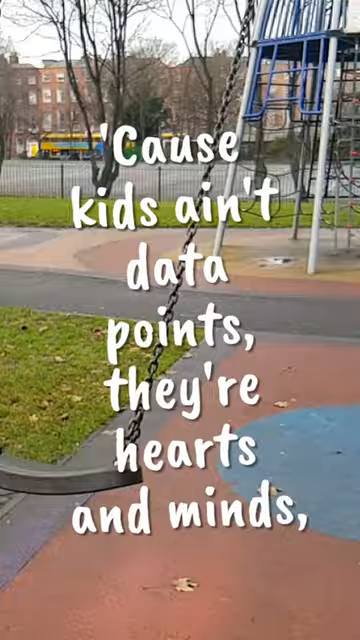 'Cause
kids ain't
data
points,
they're
hearts
and minds,